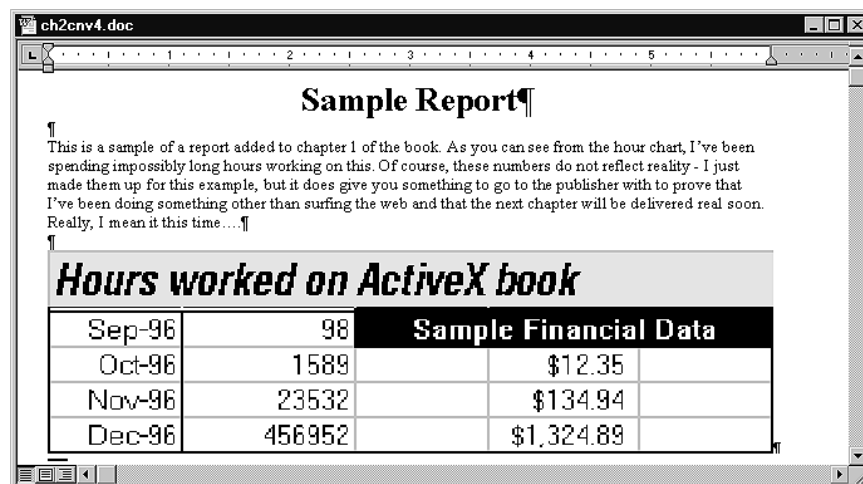 ch2cnv4.doc
L 1 2 3 4 5
Sample Report¶
¶
This is a sample of a report added to chapter 1 of the book. As you can see from the hour chart, I've been
spending impossibly long hours working on this. Of course, these numbers do not reflect reality - I just
made them up for this example, but it does give you something to go to the publisher with to prove that
I've been doing something other than surfing the web and that the next chapter will be delivered real soon.
Really, I mean it this time….¶
¶
Hours worked on ActiveX book
Sep-96 98 Sample Financial Data
Oct-96 1589 $12.35
Nov-96 23532 $134.94
Dec-96 456952 $1,324.89 ¶